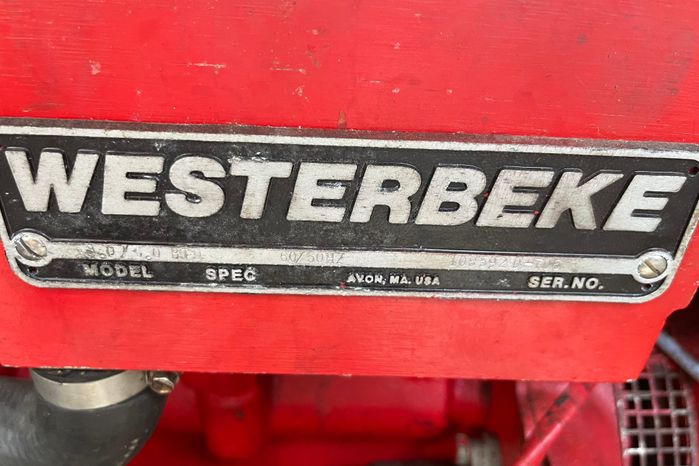 WESTERBEKE
60/50HZ
MODEL SPEC AVON, MA. USA SER.NO.